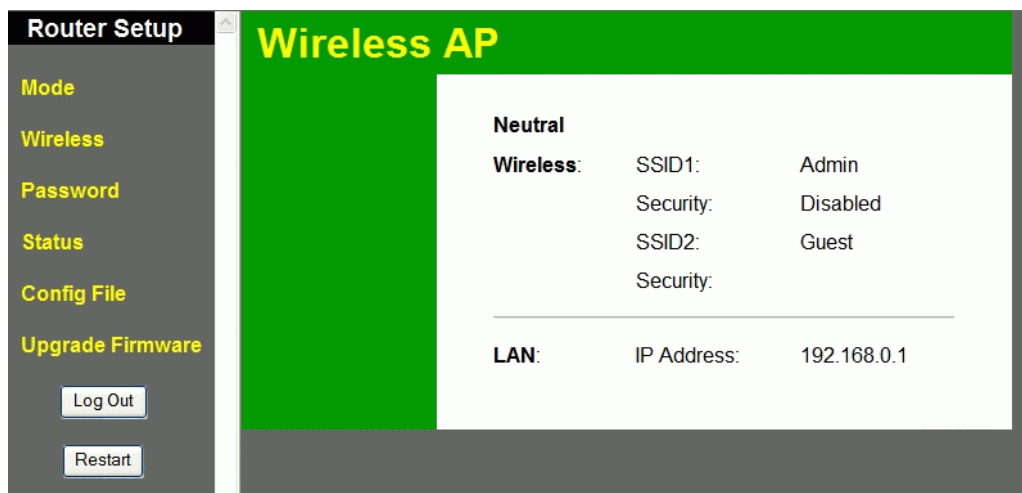 Router Setup
Mode
Wireless
Password
Status
Config File
Upgrade Firmware
Log Out
Restart
Wireless AP
Neutral
Wireless: SSID1: Admin
Security: Disabled
SSID2: Guest
Security:
LAN: IP Address: 192.168.0.1